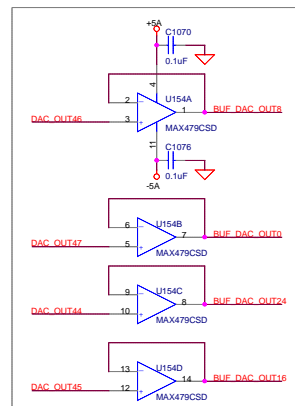 +5A
C1070
0.1uF
4
U154A
2
1
BUF_DAC_OUT8
DAC_OUT46
3
MAX479CSD
11
C1076
0.1uF
-5A
U154B
6
7
BUF_DAC_OUT0
DAC_OUT47
5
MAX479CSD
U154C
9
8
BUF_DAC_OUT24
DAC_OUT44
10
MAX479CSD
U154D
13
14
BUF_DAC_OUT16
DAC_OUT45
12
MAX479CSD